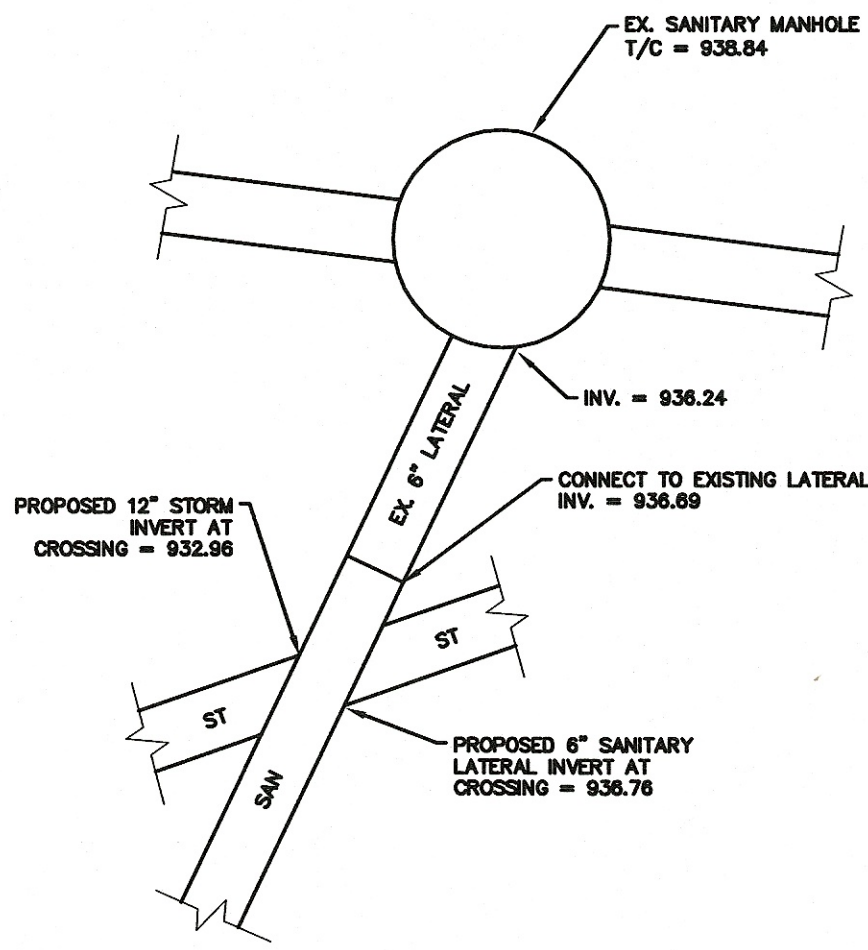 EX. SANITARY MANHOLE
T/C = 938.84
INV. = 936.24
EX. 6" LATERAL
CONNECT TO EXISTING LATERAL
INV. = 936.69
PROPOSED 12" STORM
INVERT AT
CROSSING = 932.96
ST
ST
SAN
PROPOSED 6" SANITARY
LATERAL INVERT AT
CROSSING = 936.76